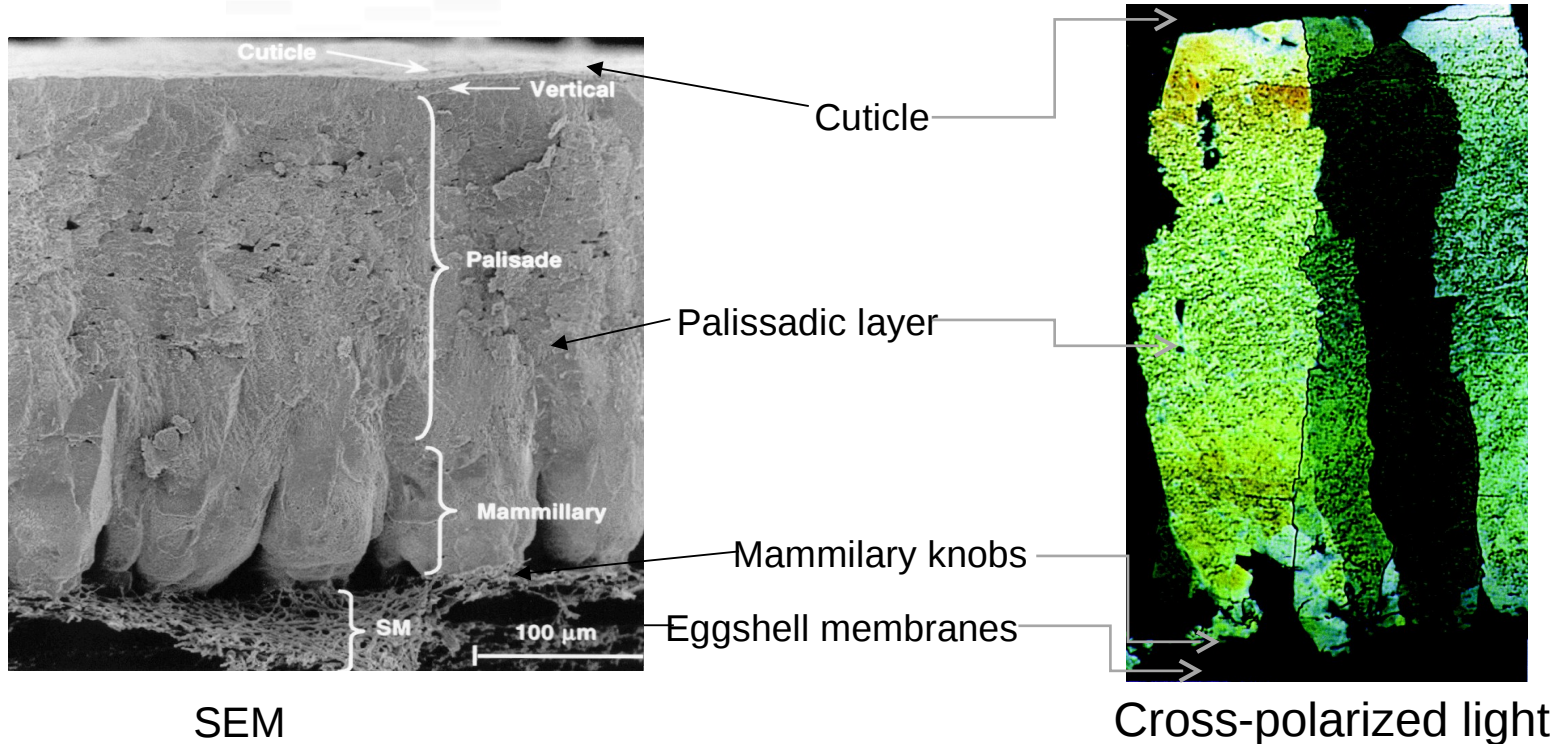 Cuticle
Vertical
Palisade
Mammillary
SM
100 µm
SEM
Cuticle
Palissadic layer
Mammilary knobs
Eggshell membranes
Cross-polarized light